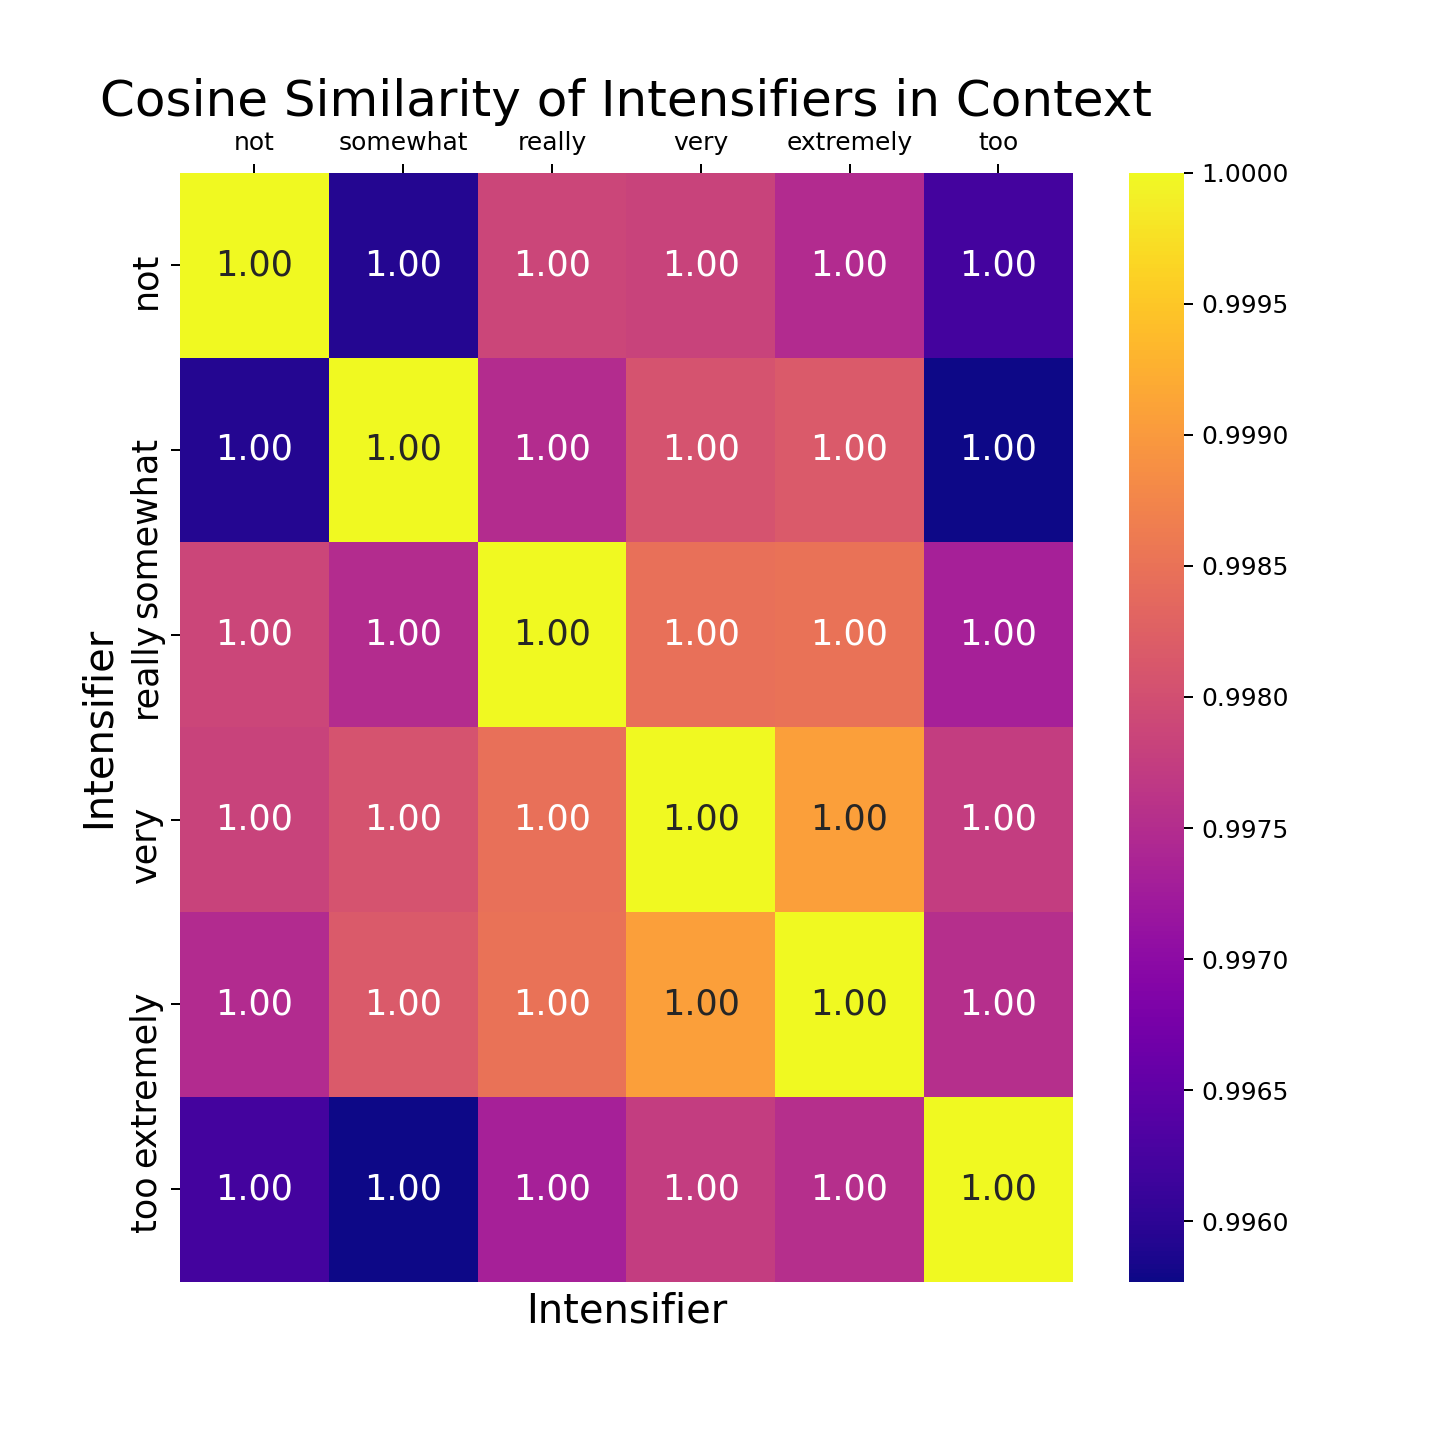 Cosine Similarity of Intensifiers in Context
not somewhat really very extremely too
not 1.00 1.00 1.00 1.00 1.00 1.00
somewhat 1.00 1.00 1.00 1.00 1.00 1.00
really 1.00 1.00 1.00 1.00 1.00 1.00
very 1.00 1.00 1.00 1.00 1.00 1.00
extremely 1.00 1.00 1.00 1.00 1.00 1.00
too 1.00 1.00 1.00 1.00 1.00 1.00
Intensifier
Intensifier
1.0000
0.9995
0.9990
0.9985
0.9980
0.9975
0.9970
0.9965
0.9960